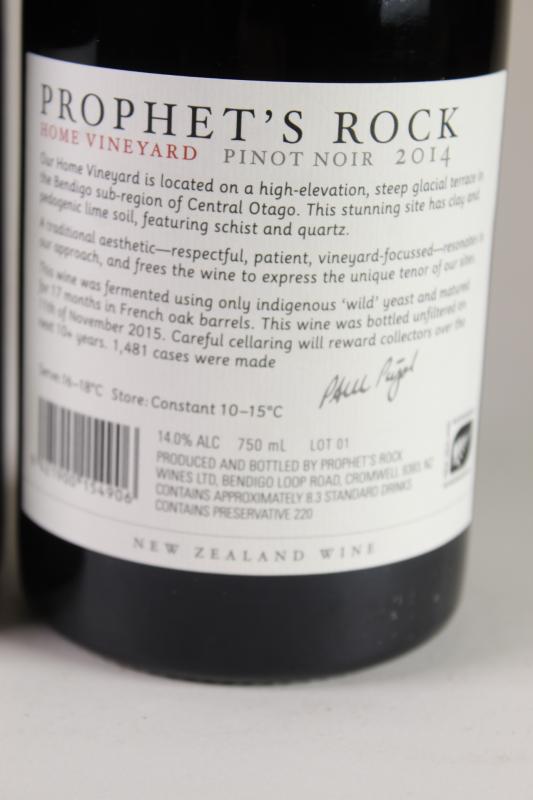 PROPHET'S ROCK
HOME VINEYARD PINOT NOIR 2014
Our Home Vineyard is located on a high-elevation, steep glacial terrace in
the Bendigo sub-region of Central Otago. This stunning site has clay and
pedogenic lime soil, featuring schist and quartz.
A traditional aesthetic—respectful, patient, vineyard-focussed—resonates in
our approach, and frees the wine to express the unique tenor of our sites.
This wine was fermented using only indigenous 'wild' yeast and matured
for 17 months in French oak barrels. This wine was bottled unfiltered on
11th of November 2015. Careful cellaring will reward collectors over the
next 10+ years. 1,481 cases were made
Serve: 16–18°C Store: Constant 10–15°C
14.0% ALC 750 mL LOT 01
PRODUCED AND BOTTLED BY PROPHET'S ROCK
WINES LTD, BENDIGO LOOP ROAD, CROMWELL 9383, NZ
CONTAINS APPROXIMATELY 8.3 STANDARD DRINKS
CONTAINS PRESERVATIVE 220
NEW ZEALAND WINE